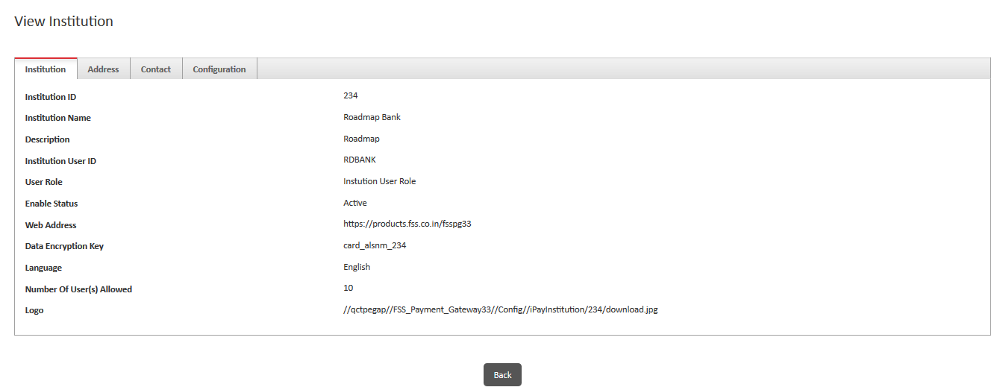 View Institution
Institution Address Contact Configuration
Institution ID 234
Institution Name Roadmap Bank
Description Roadmap
Institution User ID RDBANK
User Role Instution User Role
Enable Status Active
Web Address https://products.fss.co.in/fsspg33
Data Encryption Key card_alsnm_234
Language English
Number Of User(s) Allowed 10
Logo //qctpegap//FSS_Payment_Gateway33//Config//iPayInstitution/234/download.jpg
Back